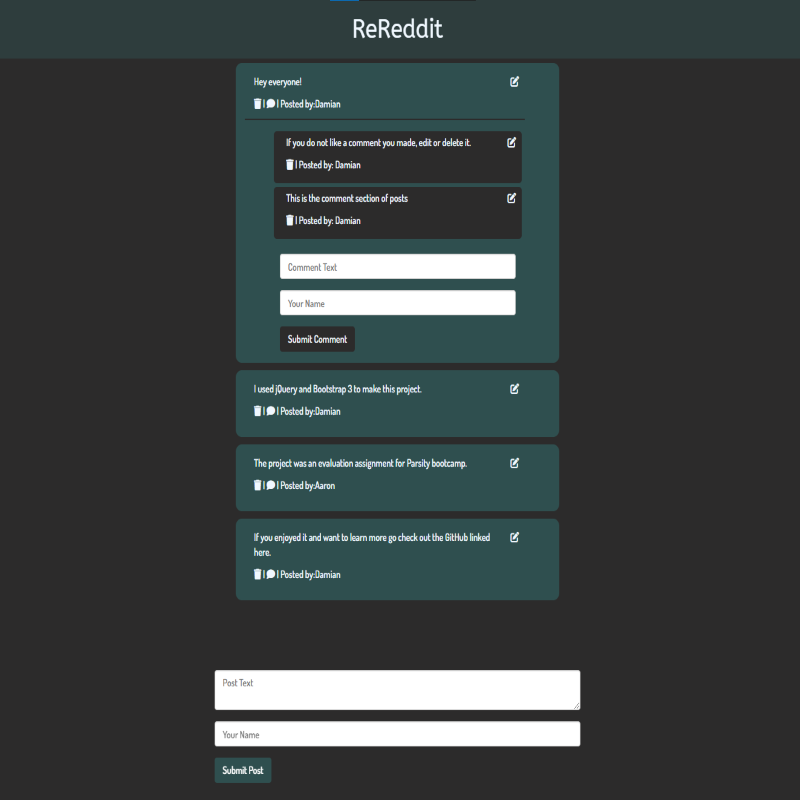 ReReddit
Hey everyone!
| | Posted by:Damian
If you do not like a comment you made, edit or delete it.
| Posted by: Damian
This is the comment section of posts
| Posted by: Damian
Comment Text
Your Name
Submit Comment
I used jQuery and Bootstrap 3 to make this project.
| | Posted by:Damian
The project was an evaluation assignment for Parsity bootcamp.
| | Posted by:Aaron
If you enjoyed it and want to learn more go check out the GitHub linked
here.
| | Posted by:Damian
Post Text
Your Name
Submit Post